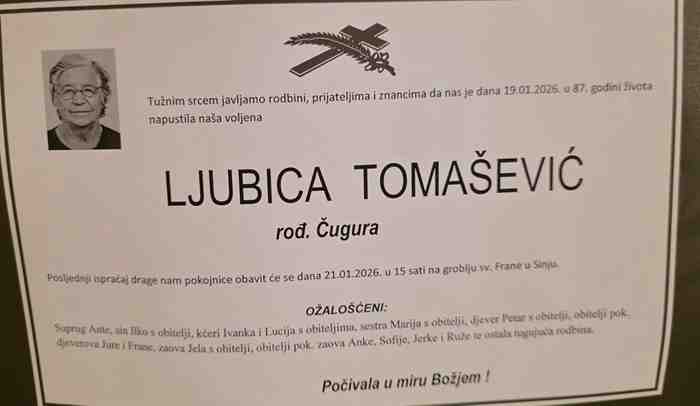 Tužnim srcem javljamo rodbini, prijateljima i znancima da nas je dana 19.01.2026. u 87. godini života
napustila naša voljena
LJUBICA TOMAŠEVIĆ
rođ. Čugura
Posljednji ispraćaj drage nam pokojnice obavit će se dana 21.01.2026. u 15 sati na groblju sv. Frane u Sinju.
OŽALOŠĆENI:
Suprug Ante, sin Ilko s obitelji, kćeri Ivanka i Lucija s obiteljima, sestra Marija s obitelji, djever Petar s obitelji, obitelji pok.
djeverova Jure i Frane, zaova Jela s obitelji, obitelji pok. zaova Anke, Sofije, Jerke i Ruže te ostala tugujuća rodbina.
Počivala u miru Božjem !